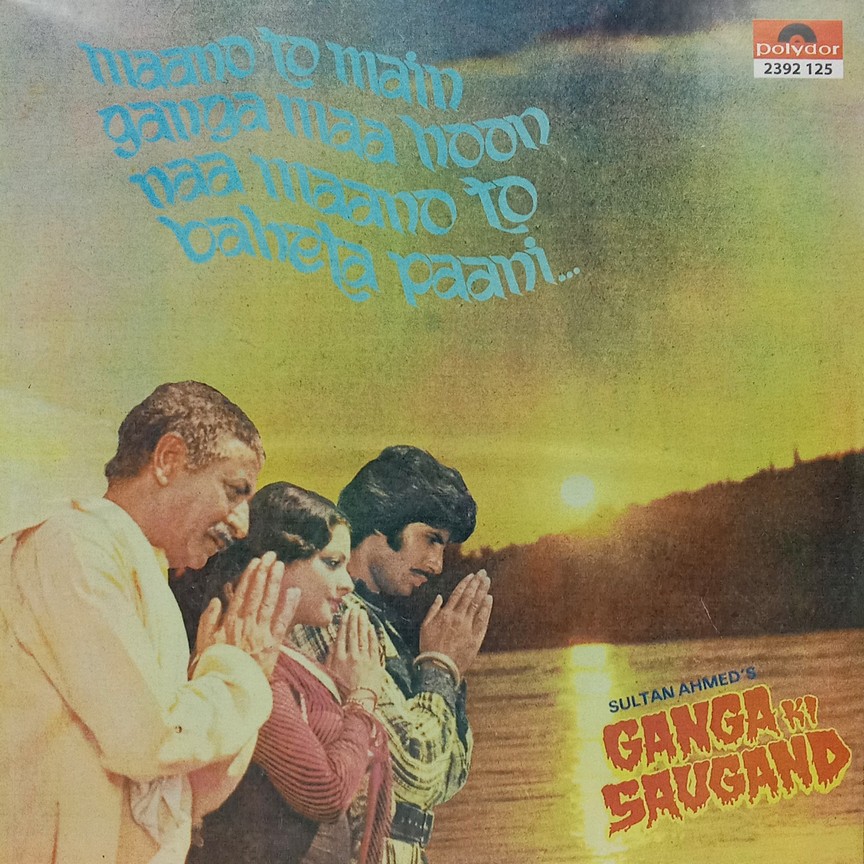 maano to main
ganga maa hoon
naa maano to
baheta paani...
polydor
2392 125
SULTAN AHMED'S
GANGA KI
SAUGAND